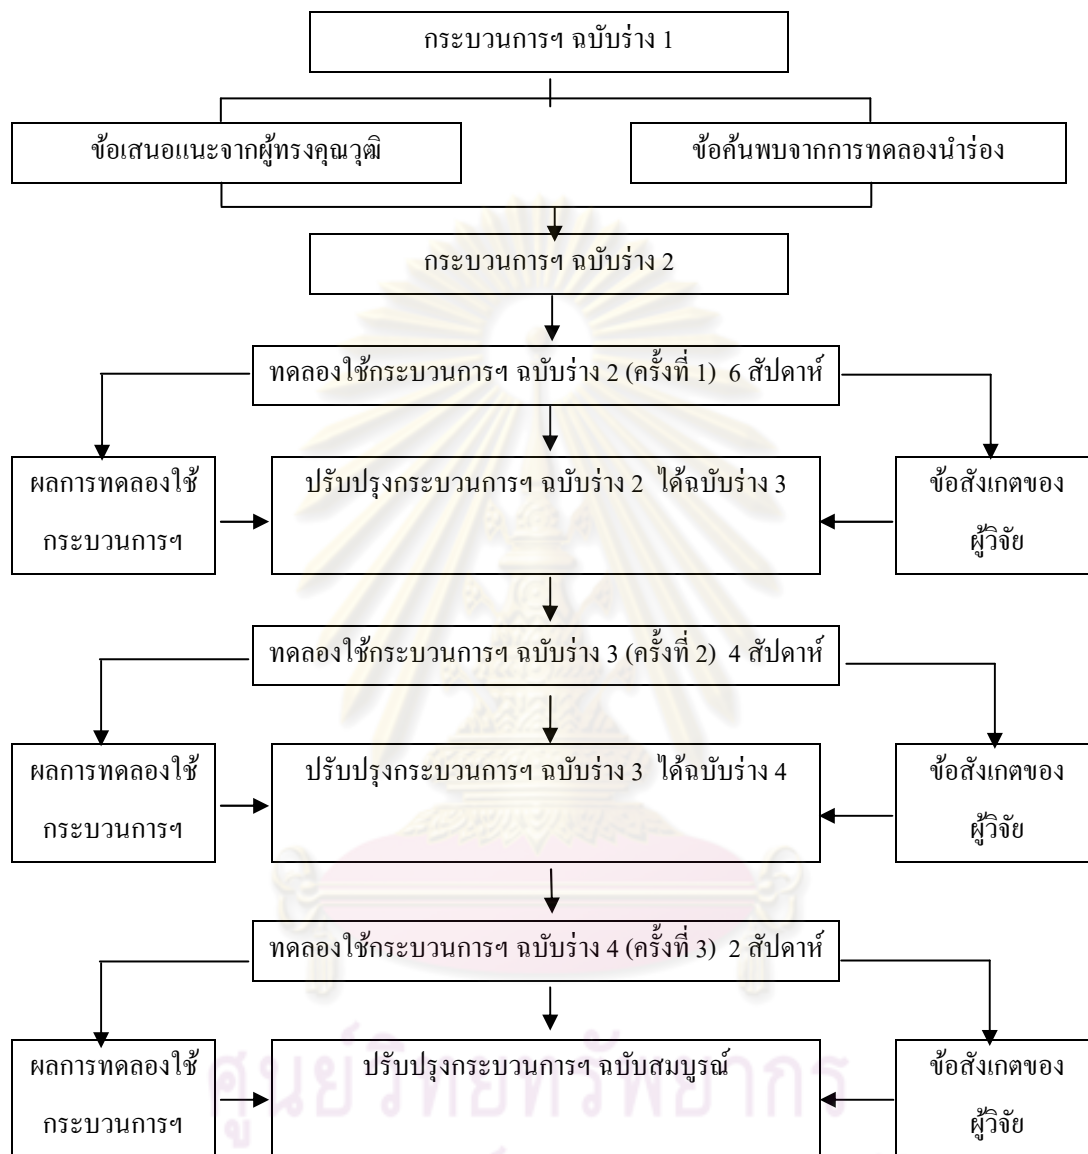 กระบวนการฯ ฉบับร่าง 1
ข้อเสนอแนะจากผู้ทรงคุณวุฒิ
ข้อค้นพบจากการทดลองนำร่อง
กระบวนการฯ ฉบับร่าง 2
ทดลองใช้กระบวนการฯ ฉบับร่าง 2 (ครั้งที่ 1) 6 สัปดาห์
ผลการทดลองใช้
กระบวนการฯ
ปรับปรุงกระบวนการฯ ฉบับร่าง 2 ได้ฉบับร่าง 3
ข้อสังเกตของ
ผู้วิจัย
ทดลองใช้กระบวนการฯ ฉบับร่าง 3 (ครั้งที่ 2) 4 สัปดาห์
ผลการทดลองใช้
กระบวนการฯ
ปรับปรุงกระบวนการฯ ฉบับร่าง 3 ได้ฉบับร่าง 4
ข้อสังเกตของ
ผู้วิจัย
ทดลองใช้กระบวนการฯ ฉบับร่าง 4 (ครั้งที่ 3) 2 สัปดาห์
ผลการทดลองใช้
กระบวนการฯ
ปรับปรุงกระบวนการฯ ฉบับสมบูรณ์
ข้อสังเกตของ
ผู้วิจัย
ศูนย์วิทยทรัพยากร